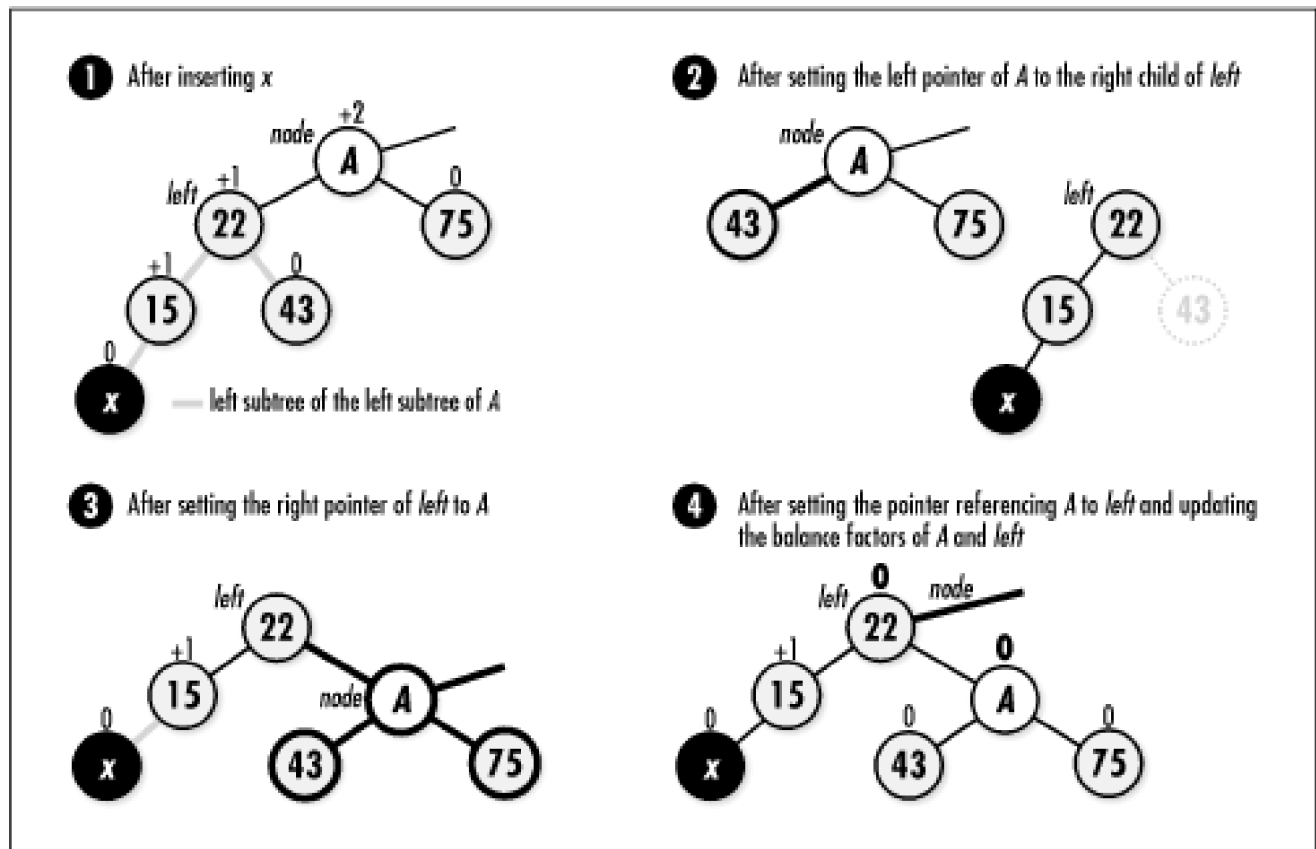 1 After inserting x
+2
node
A
+1
left
22
0
75
+1
15
0
43
0
x
left subtree of the left subtree of A
2 After setting the left pointer of A to the right child of left
node
A
43
75
left
22
15
43
x
3 After setting the right pointer of left to A
left
22
+1
15
node
A
0
x
43
75
4 After setting the pointer referencing A to left and updating
the balance factors of A and left
0
left
node
22
+1
15
0
A
0
x
0
43
0
75